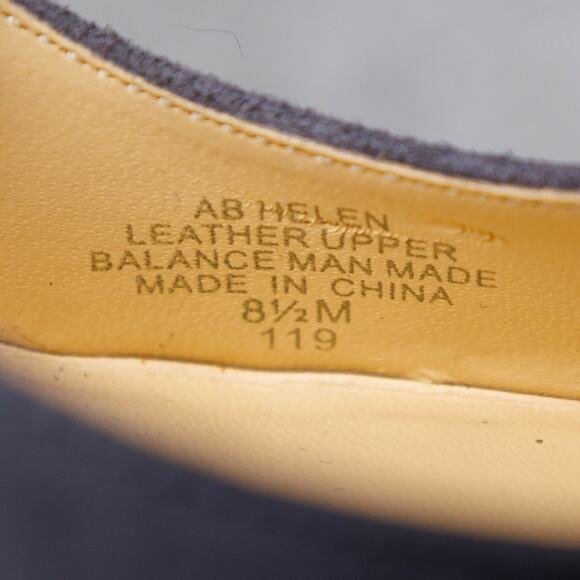 AB HELEN
LEATHER UPPER
BALANCE MAN MADE
MADE IN CHINA
8½M
119